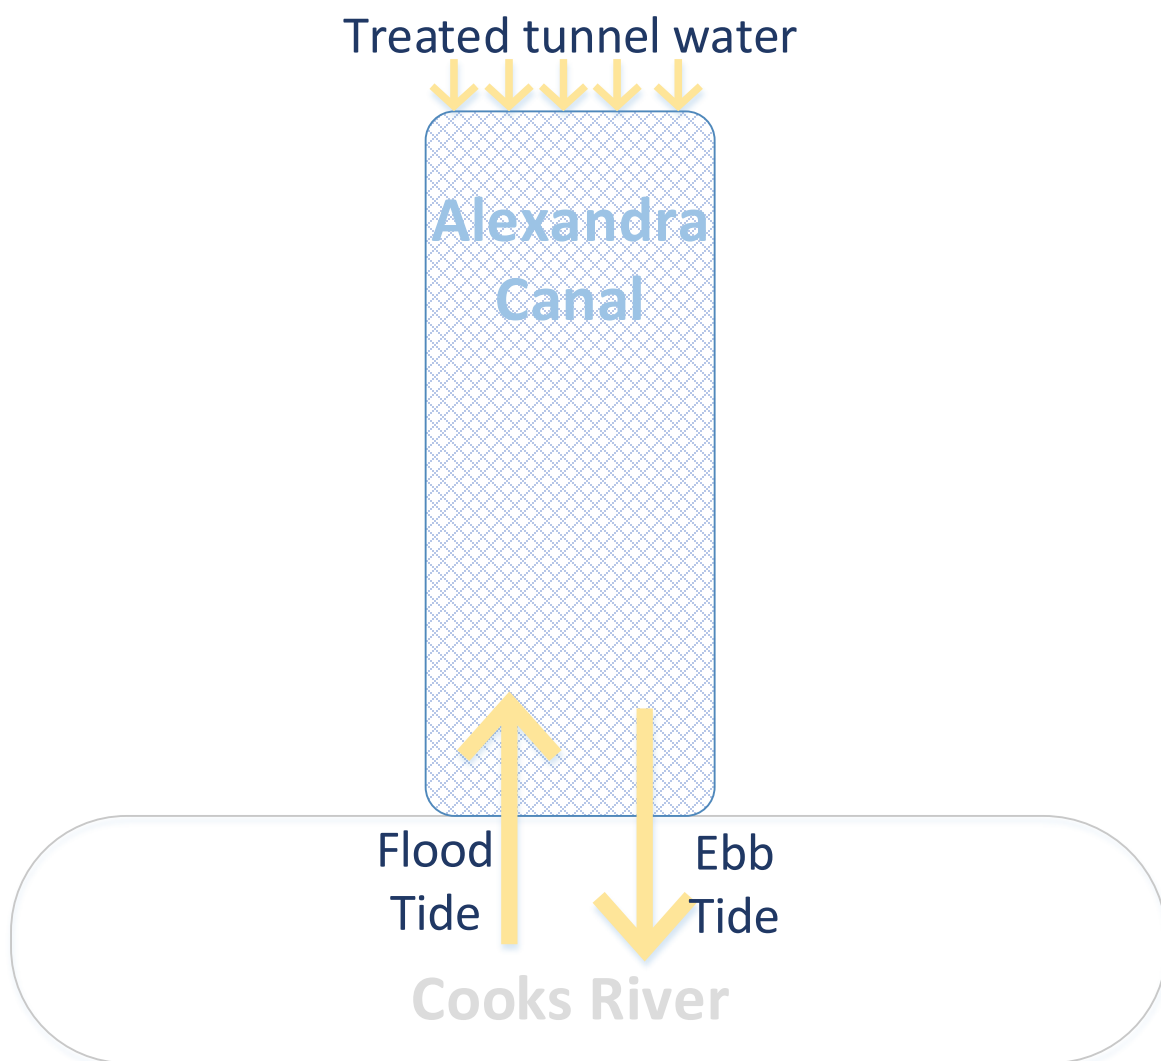 Treated tunnel water
Alexandra
Canal
Flood
Tide
Ebb
Tide
Cooks River